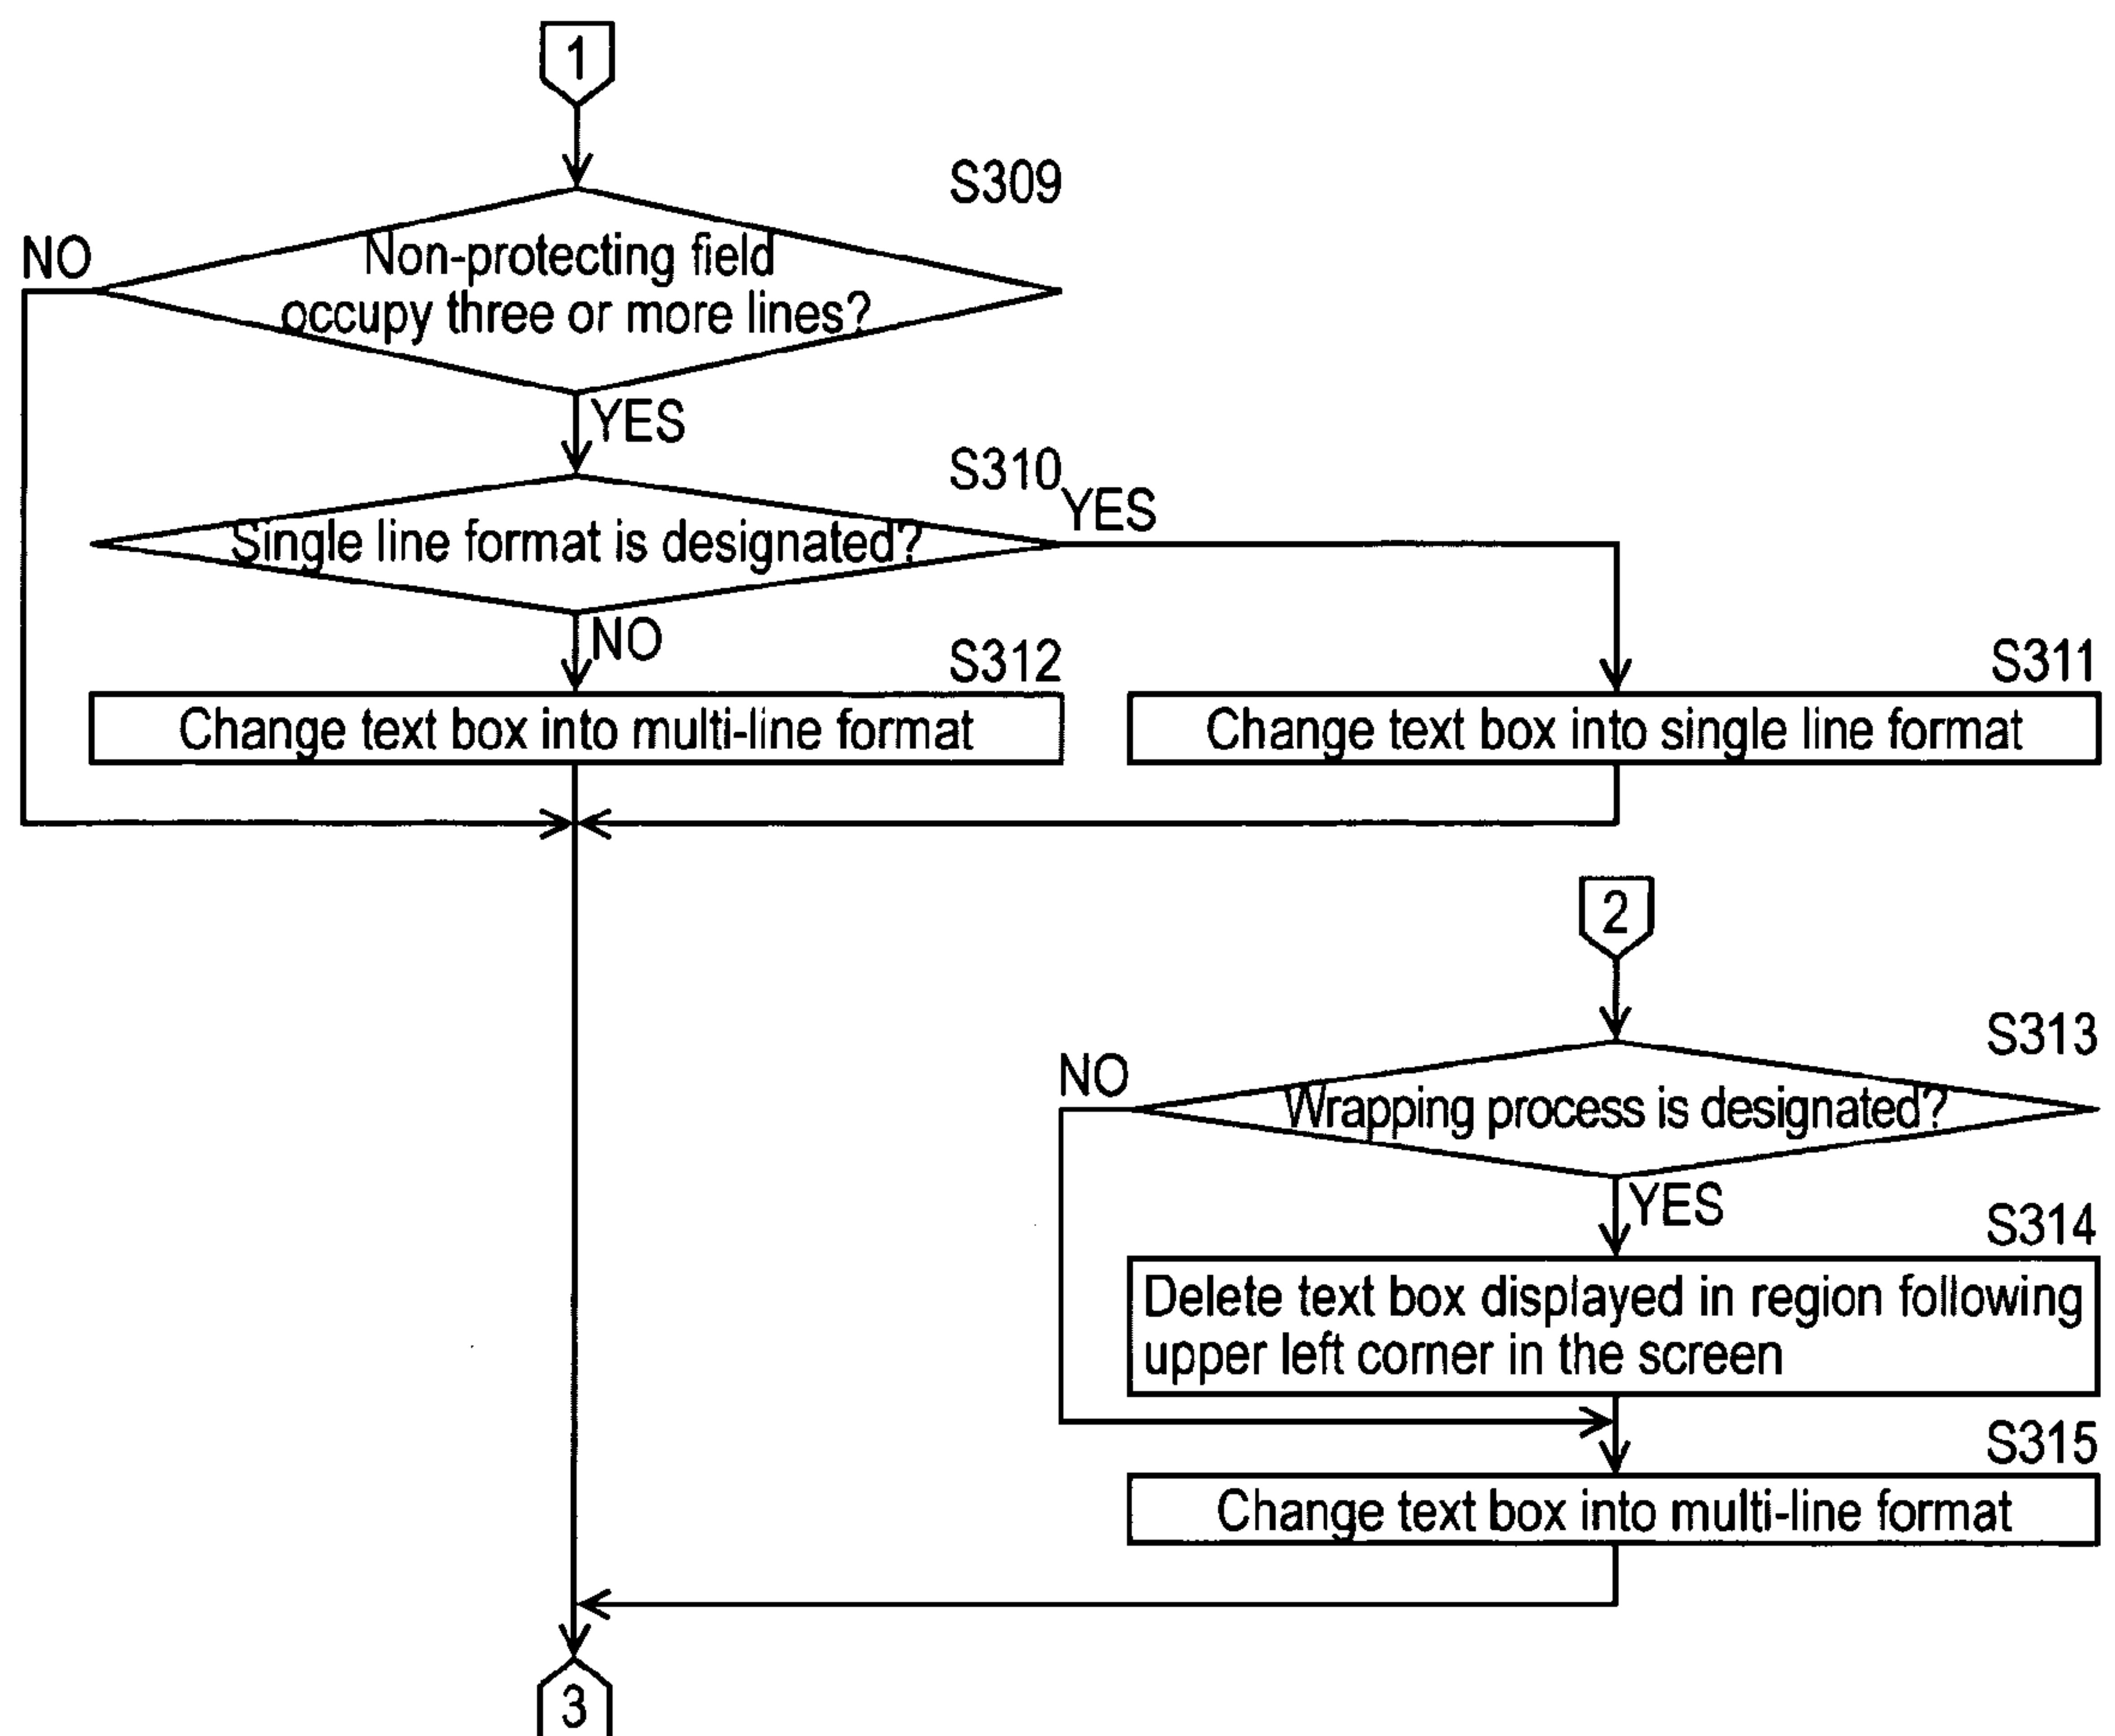 1
S309
NO
Non-protecting field
occupy three or more lines?
YES
S310
YES
Single line format is designated?
NO
S312
S311
Change text box into multi-line format
Change text box into single line format
2
S313
NO
Wrapping process is designated?
YES
S314
Delete text box displayed in region following
upper left corner in the screen
S315
Change text box into multi-line format
3